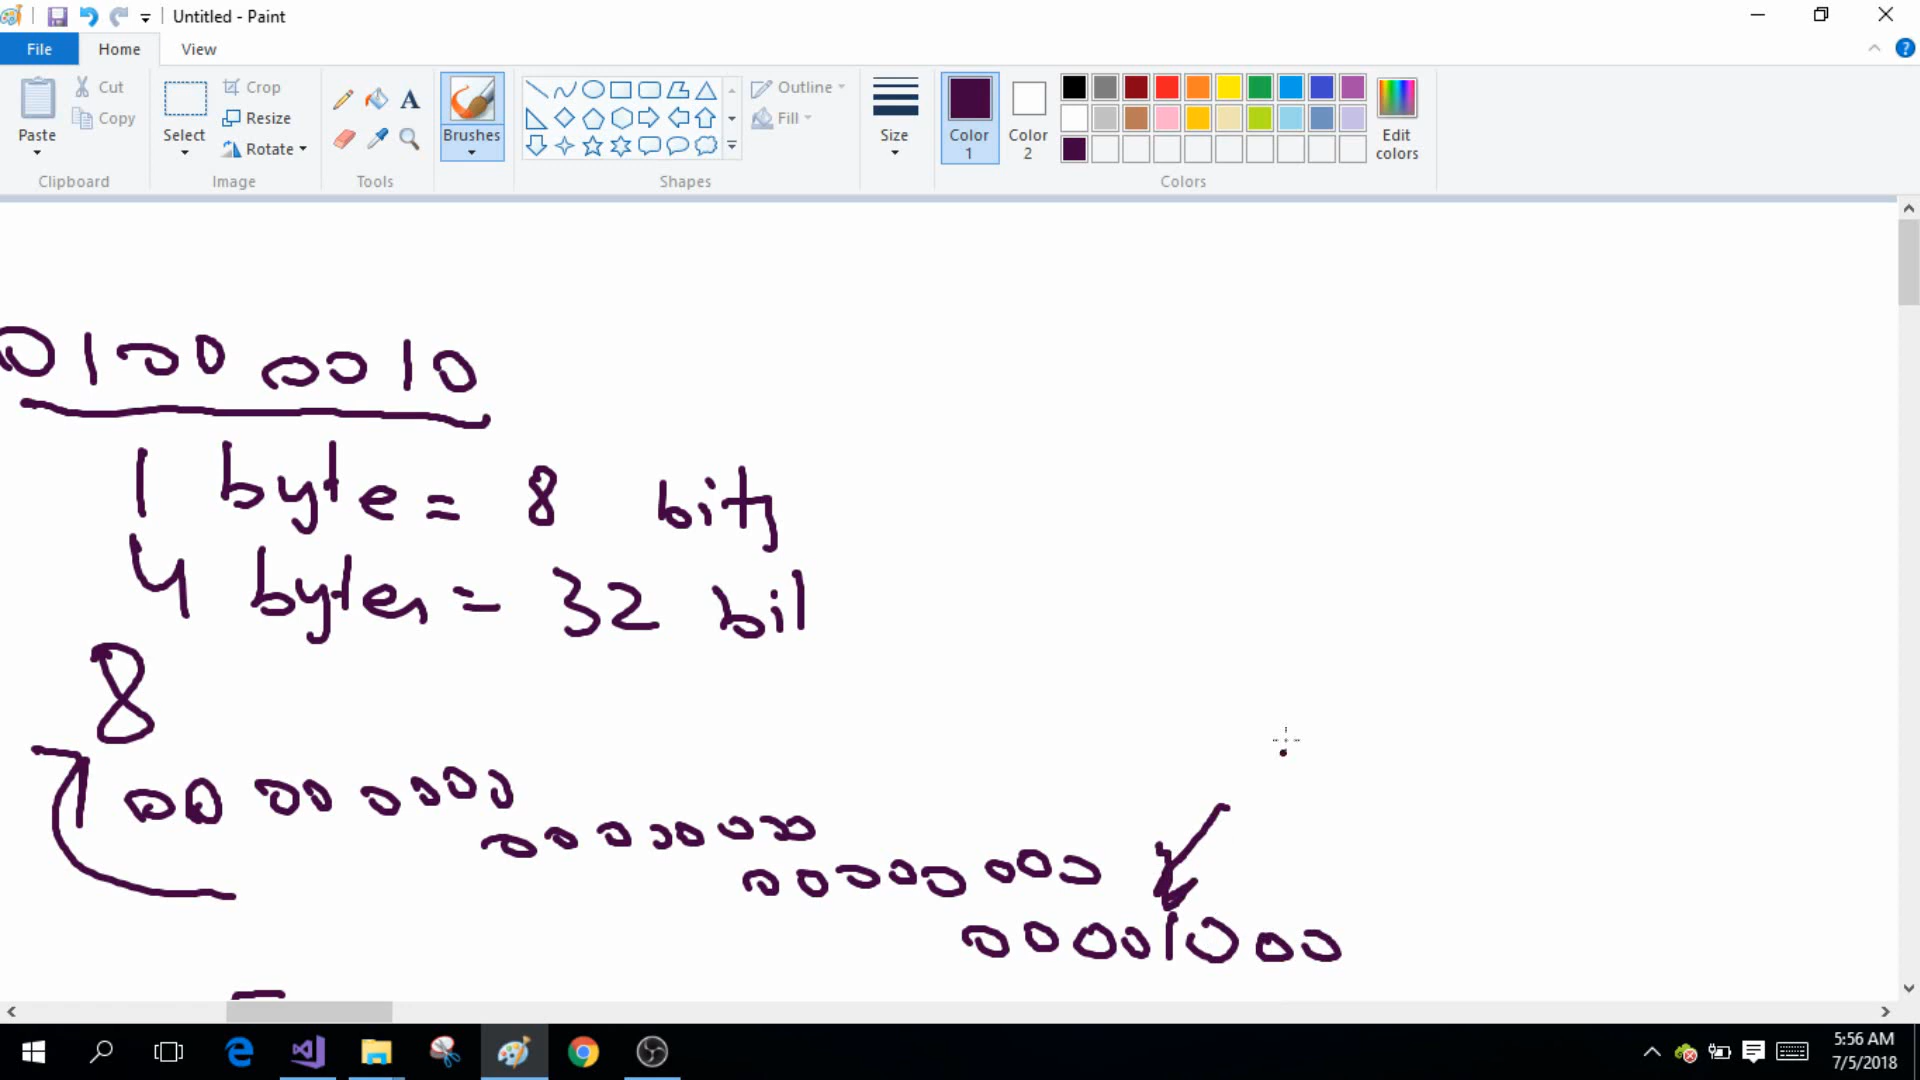 Untitled - Paint
File Home View
Paste Cut Copy Clipboard
Select Crop Resize Rotate Image
Tools
Brushes
Shapes
Outline Fill
Size
Color 1 Color 2 Edit colors Colors
01000010
1 byte = 8 bits
4 bytes = 32 bit
8
00000000
00000000
00000000
00001000
5:56 AM
7/5/2018